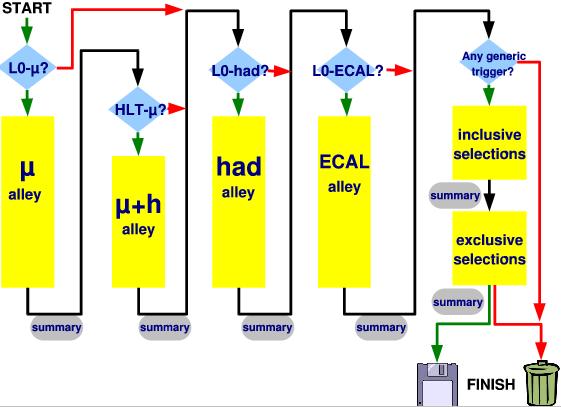 START
L0-μ?
HLT-μ?
L0-had?
L0-ECAL?
Any generic
trigger?
μ
alley
μ+h
alley
had
alley
ECAL
alley
inclusive
selections
summary
exclusive
selections
summary
summary
summary
summary
summary
FINISH